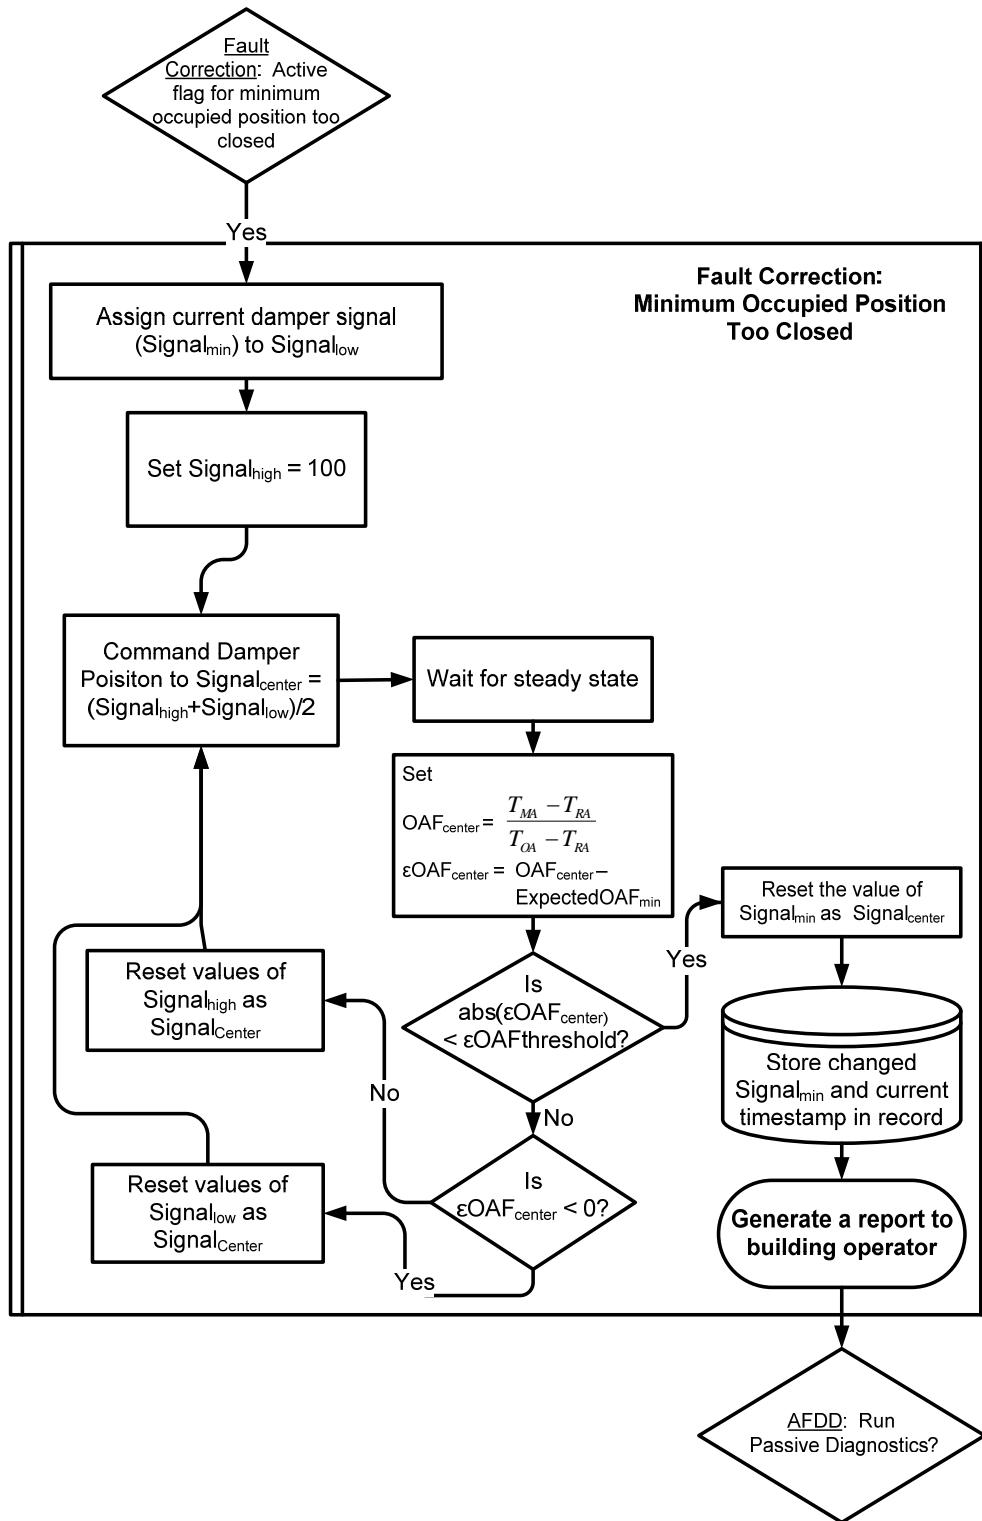 Fault
Correction: Active
flag for minimum
occupied position too
closed
Yes
Fault Correction:
Minimum Occupied Position
Too Closed
Assign current damper signal
(Signalmin) to Signallow
Set Signalhigh = 100
Command Damper
Poisiton to Signalcenter =
(Signalhigh+Signallow)/2
Wait for steady state
Set
OAFcenter = TMA − TRA
TOA − TRA
εOAFcenter = OAFcenter –
ExpectedOAFmin
Is
abs(εOAFcenter)
< εOAFthreshold?
Yes
Reset the value of
Signalmin as Signalcenter
Store changed
Signalmin and current
timestamp in record
Generate a report to
building operator
No
Is
εOAFcenter < 0?
No
Reset values of
Signalhigh as
SignalCenter
Yes
Reset values of
Signallow as
SignalCenter
AFDD: Run
Passive Diagnostics?